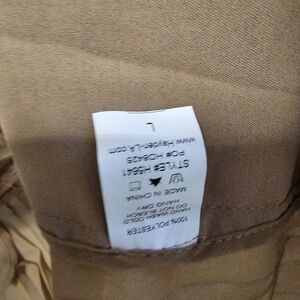 100% POLYESTER
HAND WASH COLD
DO NOT BLEACH
HANG DRY
MADE IN CHINA
STYLE# H5641
PO# HD8425
www.Hayden-LA.com
L